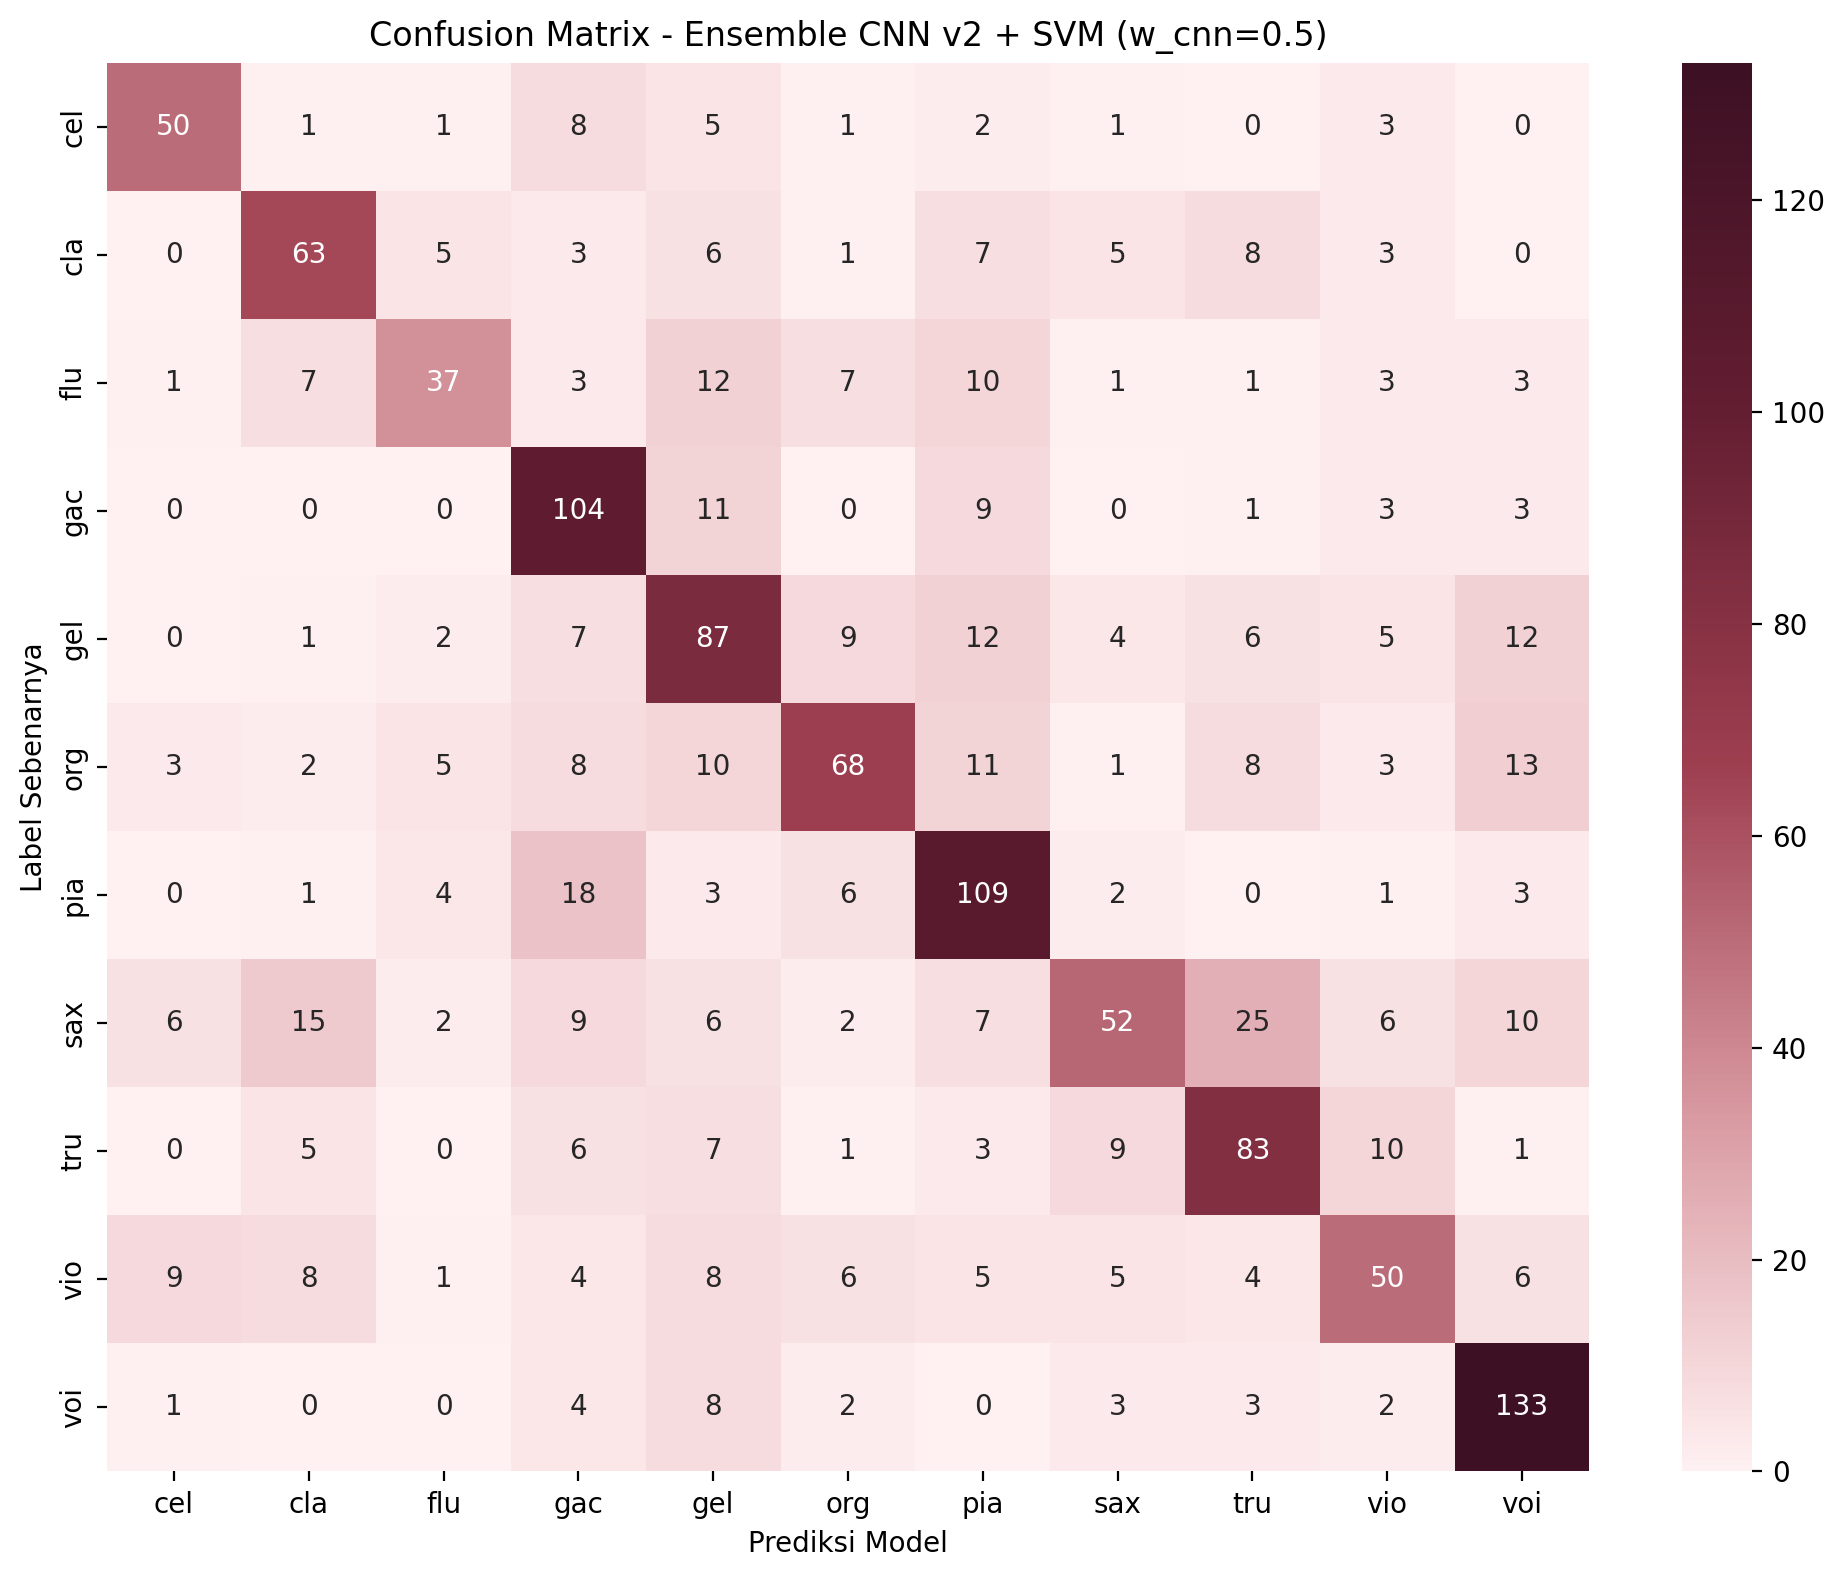 Confusion Matrix - Ensemble CNN v2 + SVM (w_cnn=0.5)
Label Sebenarnya
cel 50 1 1 8 5 1 2 1 0 3 0
cla 0 63 5 3 6 1 7 5 8 3 0
flu 1 7 37 3 12 7 10 1 1 3 3
gac 0 0 0 104 11 0 9 0 1 3 3
gel 0 1 2 7 87 9 12 4 6 5 12
org 3 2 5 8 10 68 11 1 8 3 13
pia 0 1 4 18 3 6 109 2 0 1 3
sax 6 15 2 9 6 2 7 52 25 6 10
tru 0 5 0 6 7 1 3 9 83 10 1
vio 9 8 1 4 8 6 5 5 4 50 6
voi 1 0 0 4 8 2 0 3 3 2 133
cel cla flu gac gel org pia sax tru vio voi
Prediksi Model
120
100
80
60
40
20
0